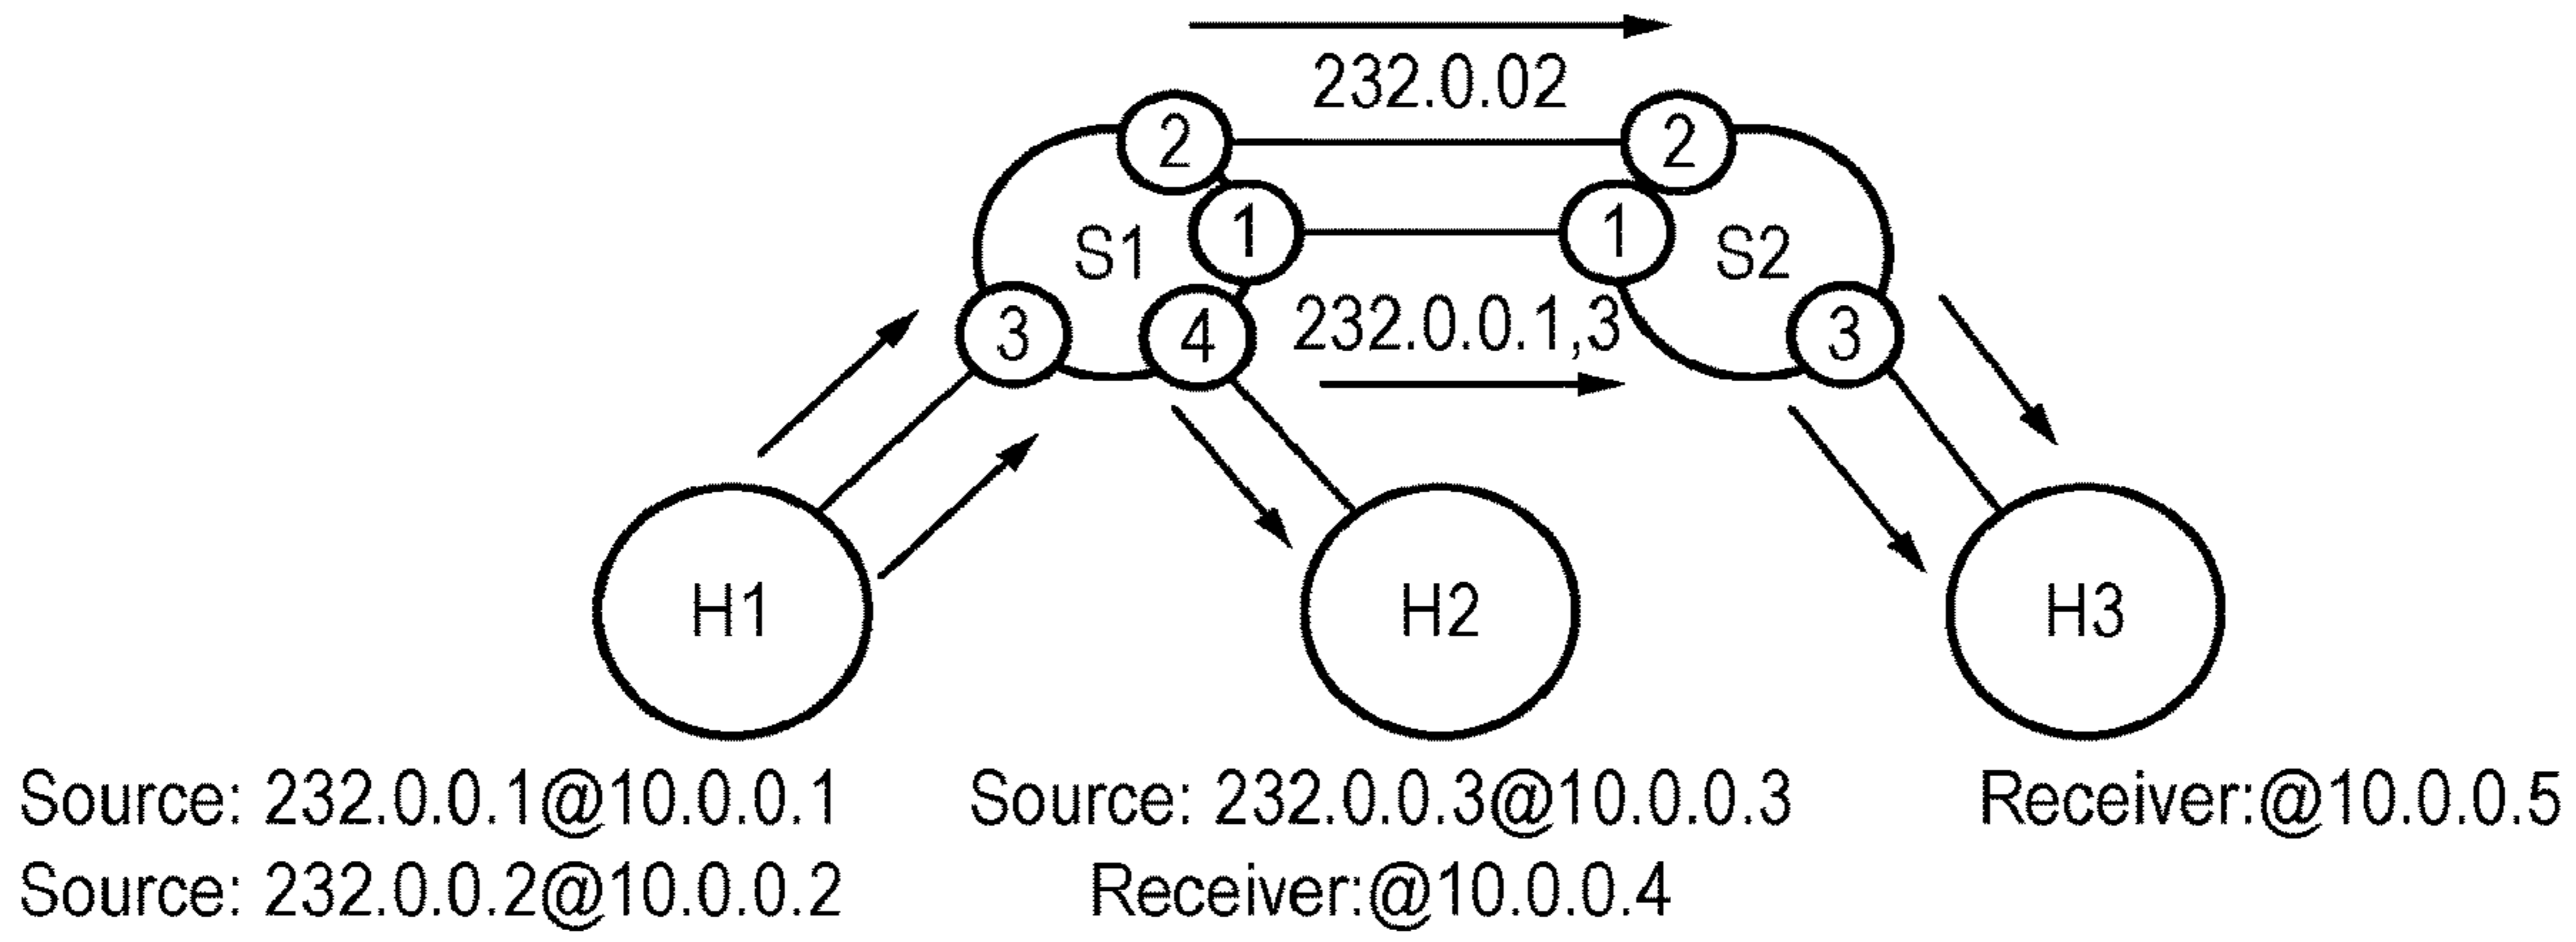 232.0.02
2
2
1
1
S1
S2
3
4
232.0.0.1,3
3
H1
H2
H3
Source: 232.0.0.1@10.0.0.1
Source: 232.0.0.2@10.0.0.2
Source: 232.0.0.3@10.0.0.3
Receiver:@10.0.0.4
Receiver:@10.0.0.5